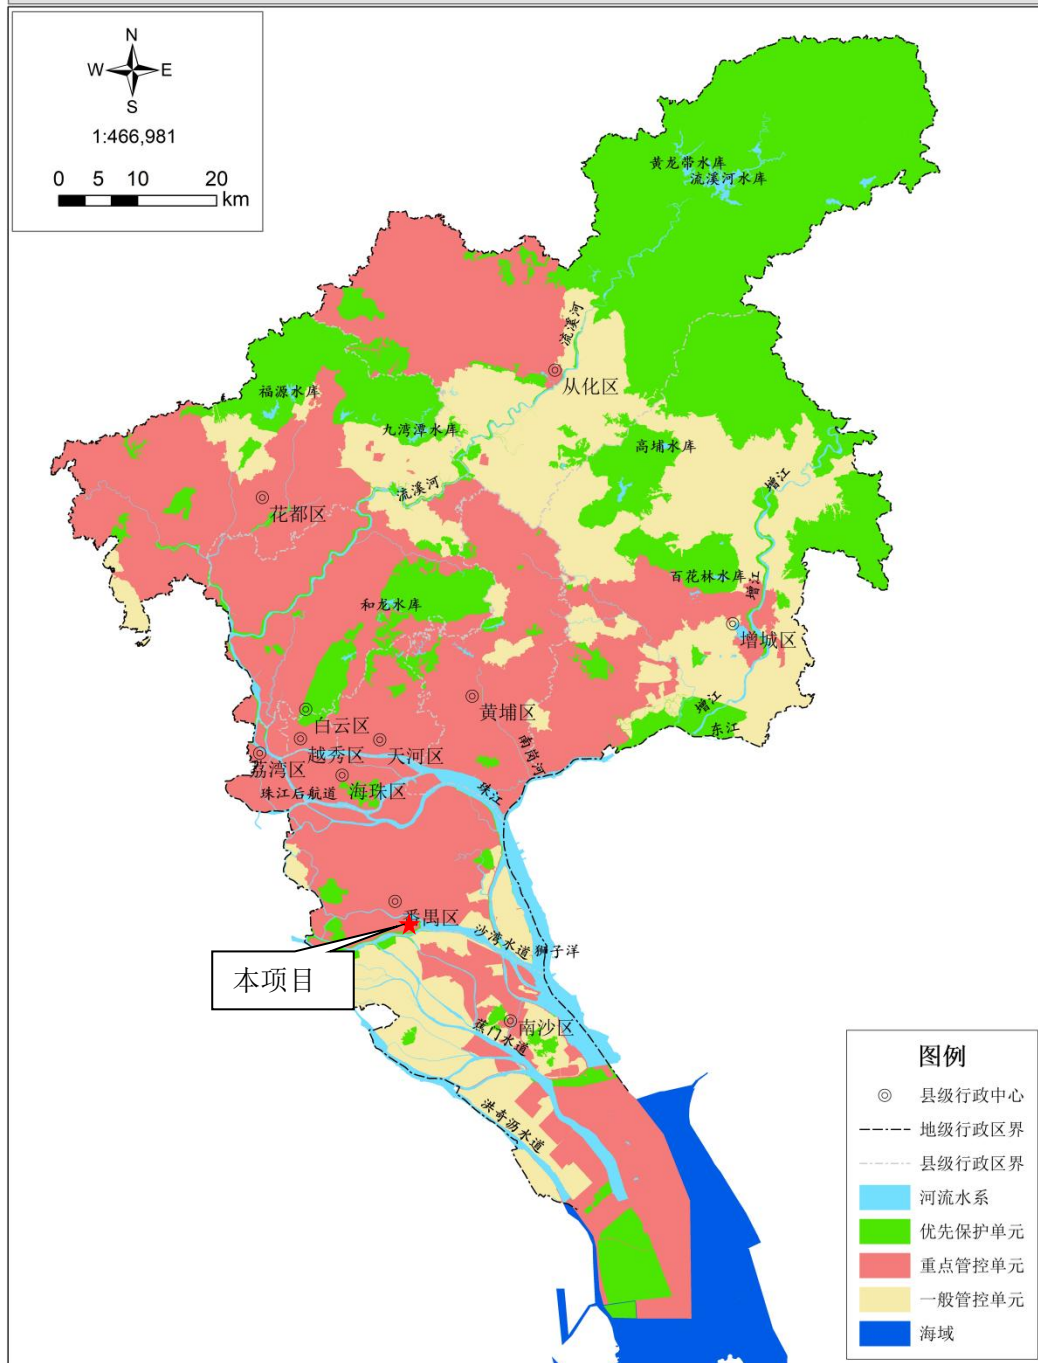 N
W E
S
1:466,981
0 5 10 20
km
黄龙带水库
流溪河水库
流溪河
从化区
福源水库
九湾潭水库
高埔水库
增江
流溪河
花都区
百花林水库
增江
和龙水库
增城区
黄埔区
增江
白云区
东江
越秀区
天河区
南岗河
荔湾区
海珠区
珠江
珠江后航道
番禺区
沙湾水道
狮子洋
本项目
南沙区
蕉门水道
洪奇沥水道
图例
县级行政中心
地级行政区界
县级行政区界
河流水系
优先保护单元
重点管控单元
一般管控单元
海域